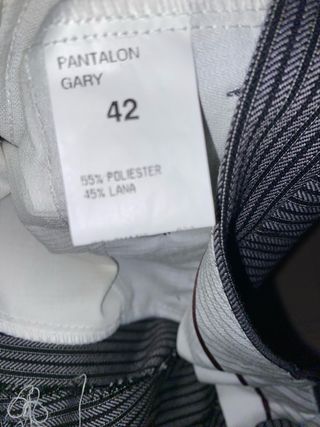 PANTALON
GARY
42
55% POLIESTER
45% LANA